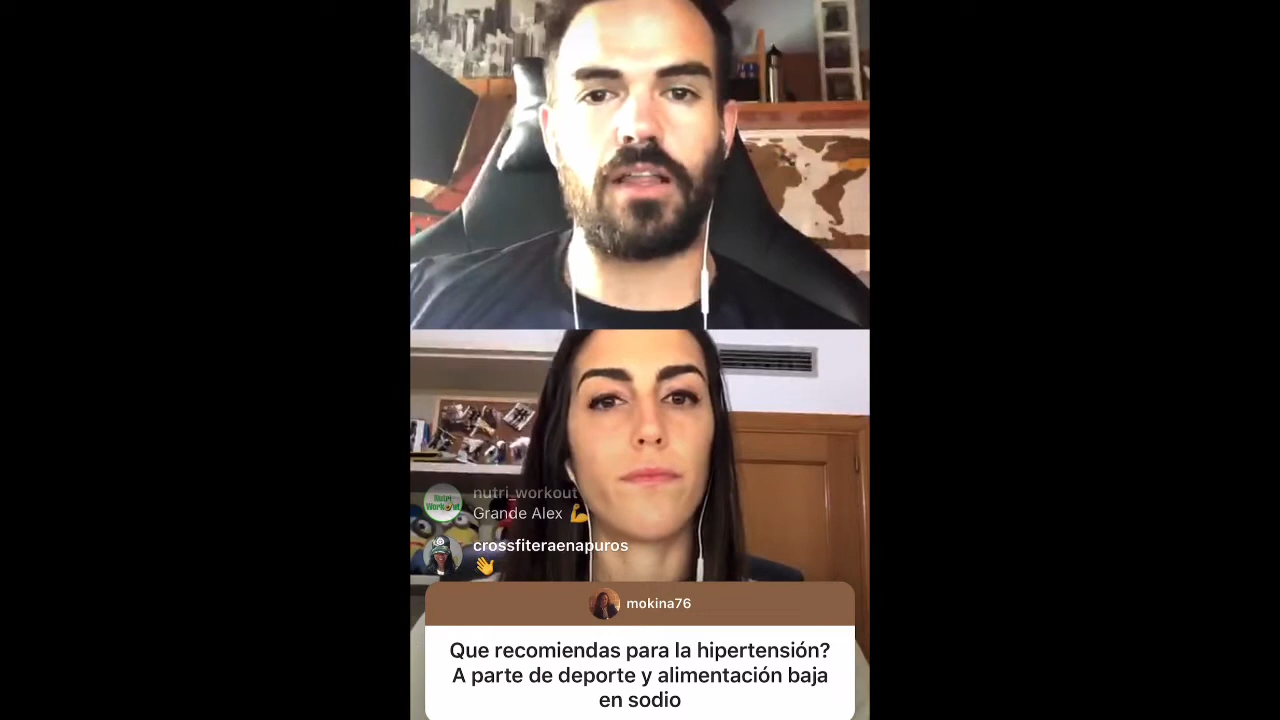 nutri_workout
Grande Alex 💪
crossfiteraenapuros
👋
mokina76
Que recomiendas para la hipertensión?
A parte de deporte y alimentación baja
en sodio